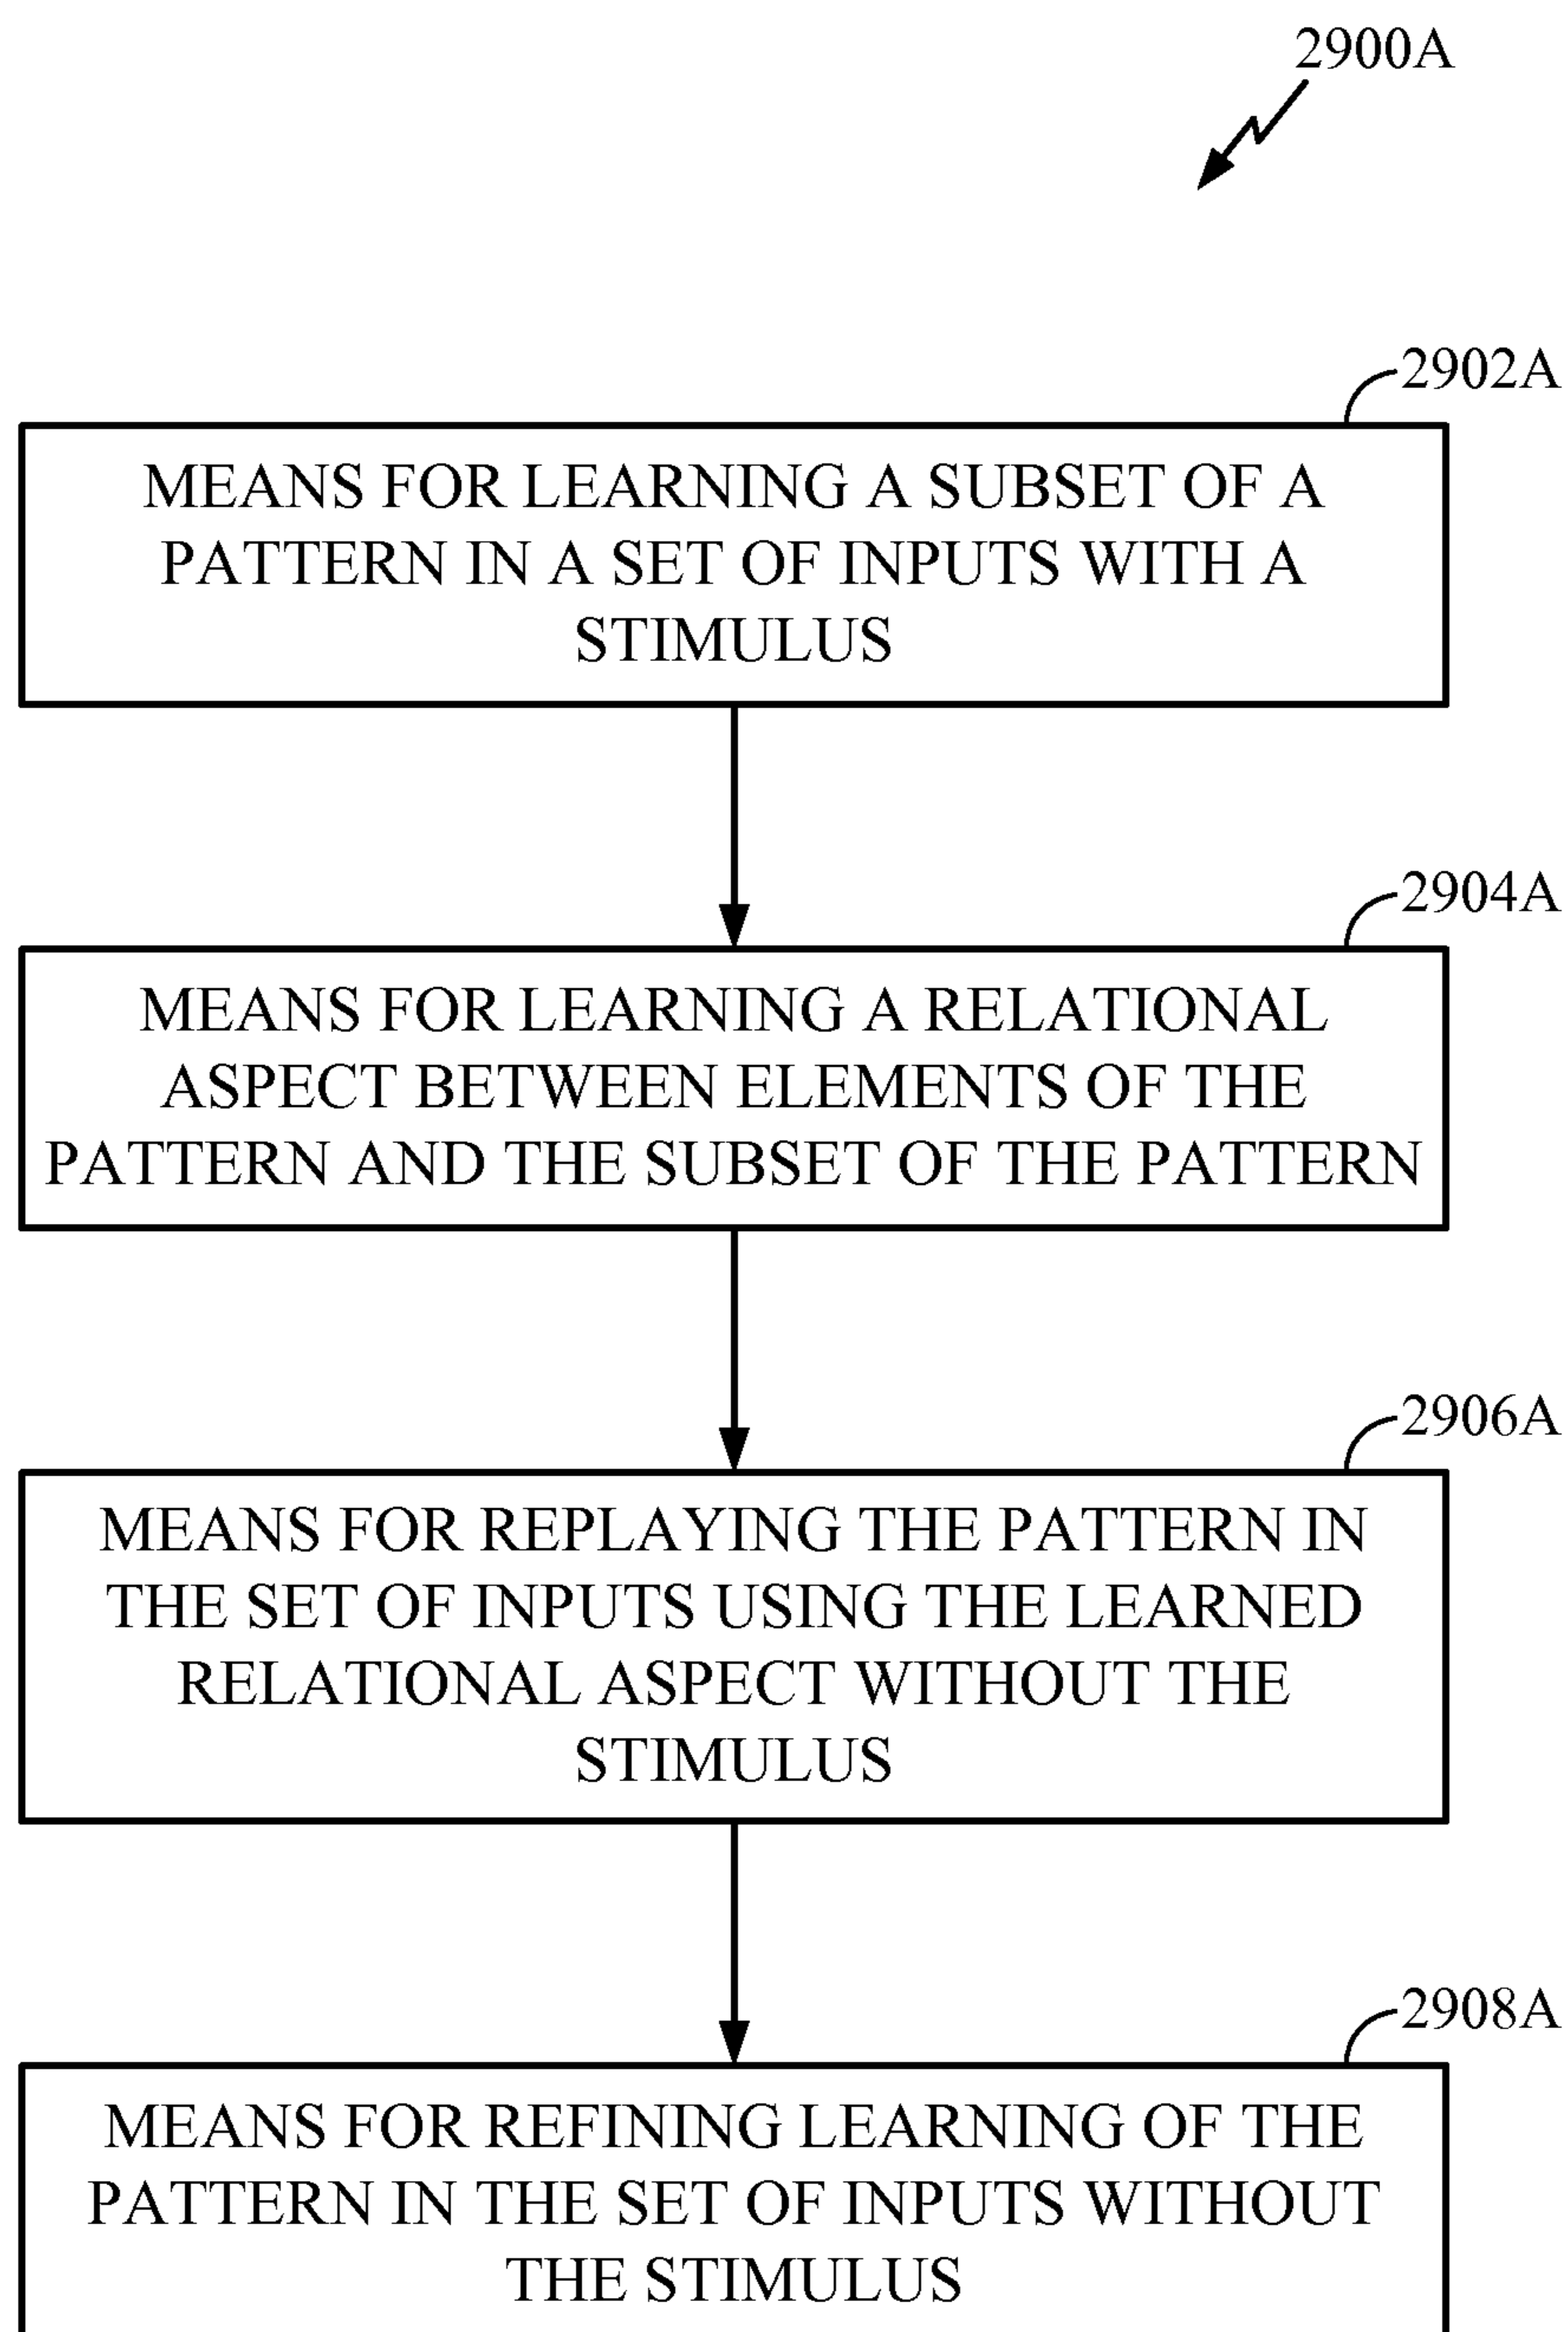 2900A
2902A
MEANS FOR LEARNING A SUBSET OF A
PATTERN IN A SET OF INPUTS WITH A
STIMULUS
2904A
MEANS FOR LEARNING A RELATIONAL
ASPECT BETWEEN ELEMENTS OF THE
PATTERN AND THE SUBSET OF THE PATTERN
2906A
MEANS FOR REPLAYING THE PATTERN IN
THE SET OF INPUTS USING THE LEARNED
RELATIONAL ASPECT WITHOUT THE
STIMULUS
2908A
MEANS FOR REFINING LEARNING OF THE
PATTERN IN THE SET OF INPUTS WITHOUT
THE STIMULUS